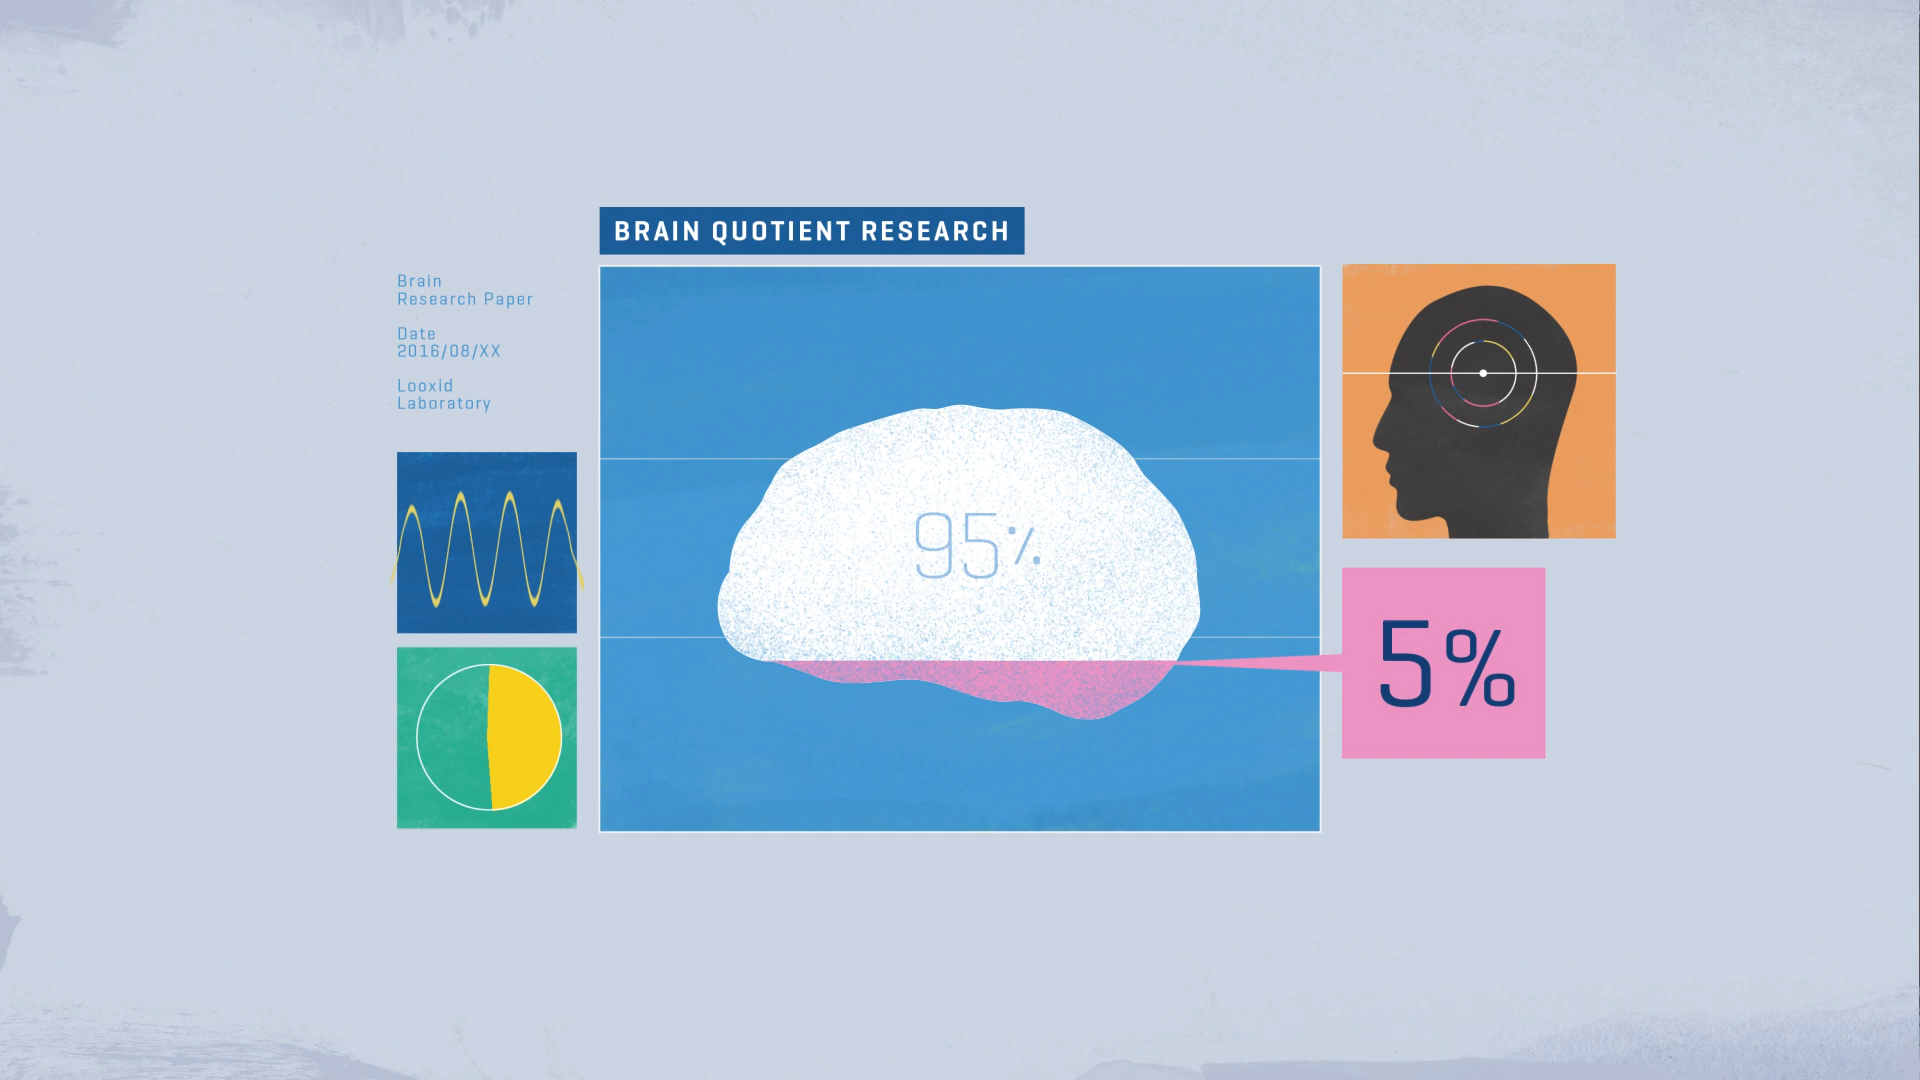 BRAIN QUOTIENT RESEARCH
Brain
Research Paper
Date
2016/08/XX
Looxid
Laboratory
95%
5%